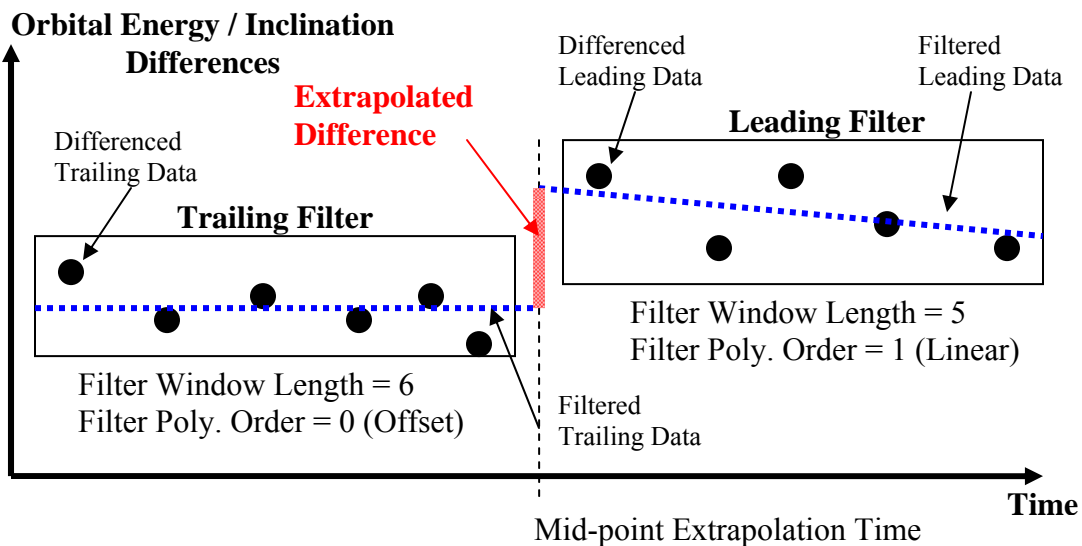 Orbital Energy / Inclination
Differences
Differenced
Leading Data
Filtered
Leading Data
Extrapolated
Difference
Leading Filter
Differenced
Trailing Data
Trailing Filter
Filter Window Length = 5
Filter Poly. Order = 1 (Linear)
Filter Window Length = 6
Filter Poly. Order = 0 (Offset)
Filtered
Trailing Data
Time
Mid-point Extrapolation Time